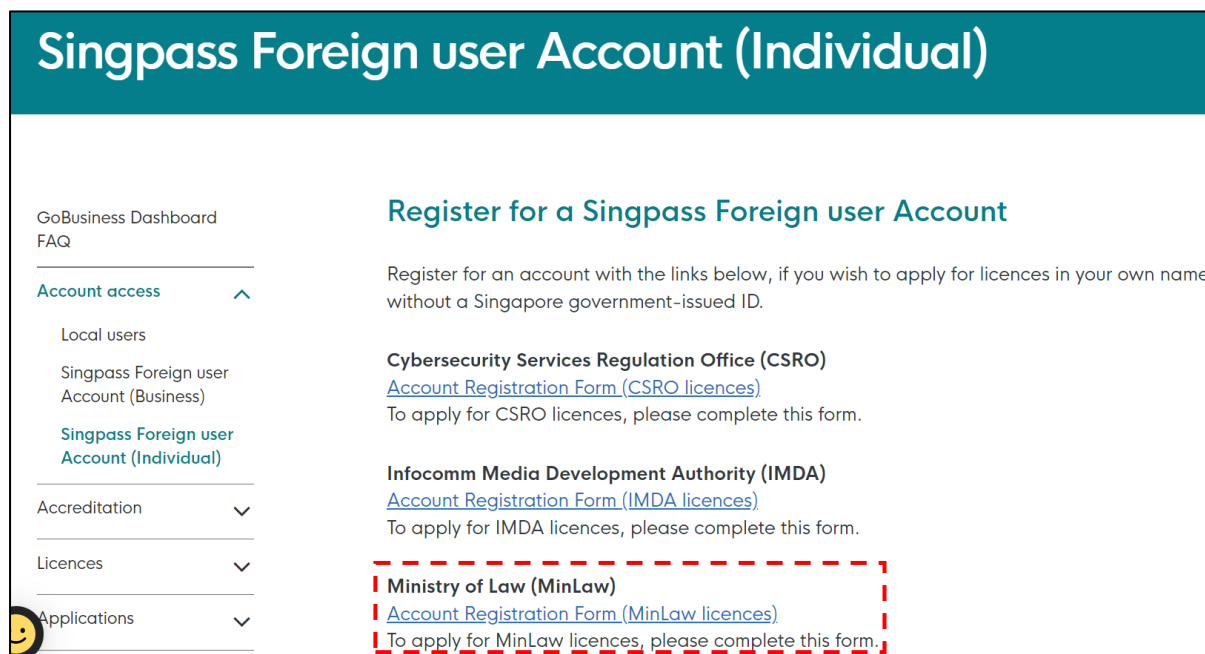 Singpass Foreign user Account (Individual)
GoBusiness Dashboard
FAQ
Account access
Local users
Singpass Foreign user
Account (Business)
Singpass Foreign user
Account (Individual)
Accreditation
Licences
Applications
Register for a Singpass Foreign user Account
Register for an account with the links below, if you wish to apply for licences in your own name
without a Singapore government-issued ID.
Cybersecurity Services Regulation Office (CSRO)
Account Registration Form (CSRO licences)
To apply for CSRO licences, please complete this form.
Infocomm Media Development Authority (IMDA)
Account Registration Form (IMDA licences)
To apply for IMDA licences, please complete this form.
Ministry of Law (MinLaw)
Account Registration Form (MinLaw licences)
To apply for MinLaw licences, please complete this form.